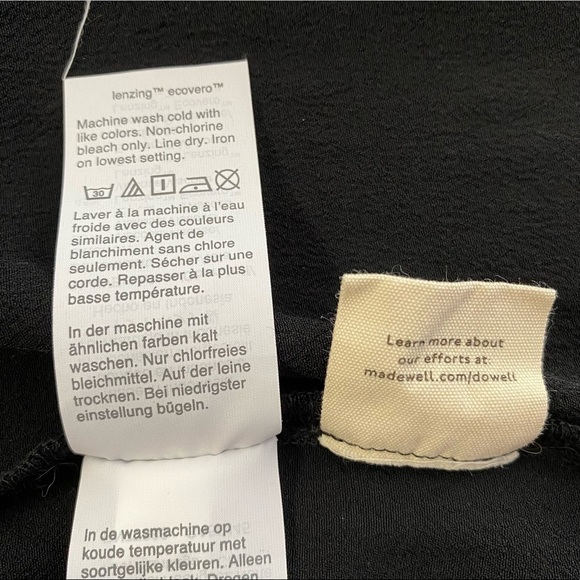 lenzing™ ecovero™
Machine wash cold with
like colors. Non-chlorine
bleach only. Line dry. Iron
on lowest setting.
30
Laver à la machine à l'eau
froide avec des couleurs
similaires. Agent de
blanchiment sans chlore
seulement. Sécher sur une
corde. Repasser à la plus
basse température.
In der maschine mit
ähnlichen farben kalt
waschen. Nur chlorfreies
bleichmittel. Auf der leine
trocknen. Bei niedrigster
einstellung bügeln.
In de wasmachine op
koude temperatuur met
soortgelijke kleuren. Alleen
Drogen
Learn more about
our efforts at:
madewell.com/dowell